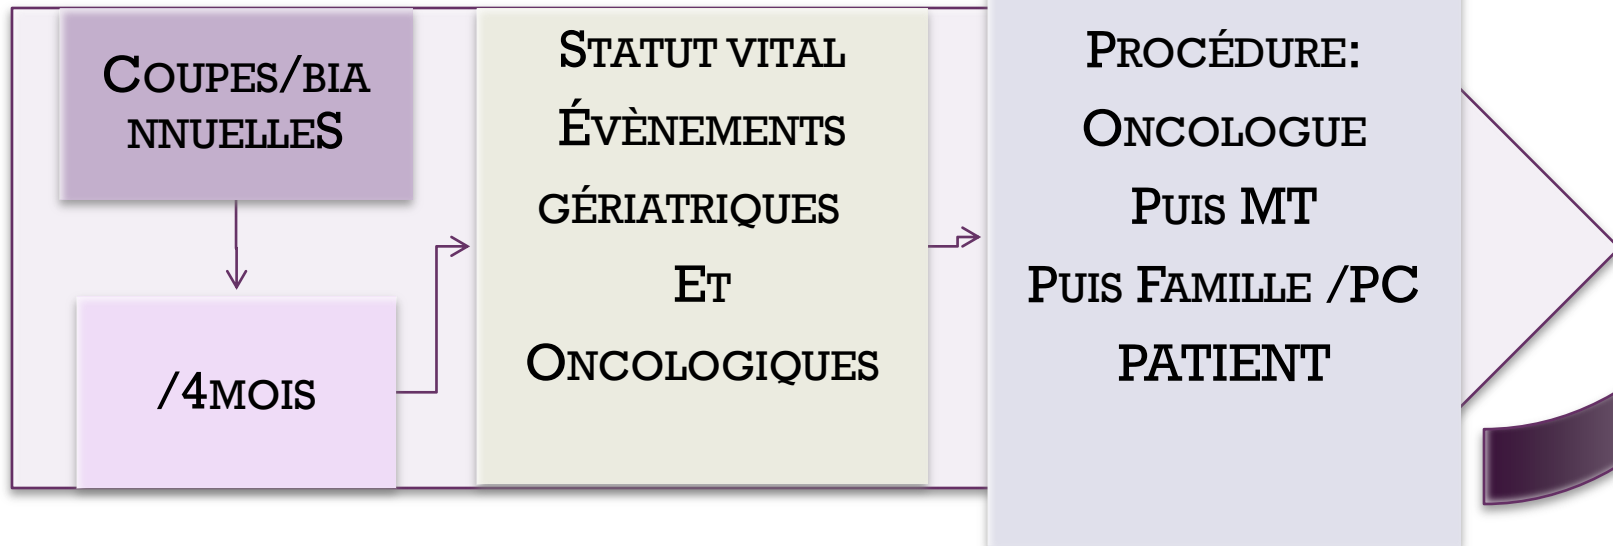 COUPES/BIA
NNUELLES
/4MOIS
STATUT VITAL
ÉVÈNEMENTS
GÉRIATRIQUES
ET
ONCOLOGIQUES
PROCÉDURE:
ONCOLOGUE
PUIS MT
PUIS FAMILLE /PC
PATIENT